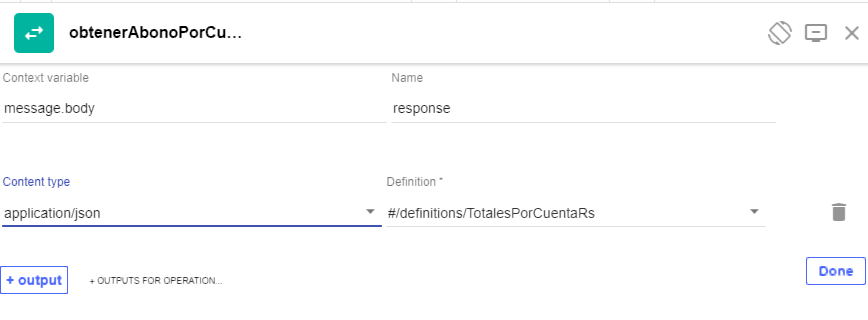 obtenerAbonoPorCu...
Context variable
Name
message.body
response
Content type
Definition *
application/json
#/definitions/TotalesPorCuentaRs
+ output
+ OUTPUTS FOR OPERATION...
Done